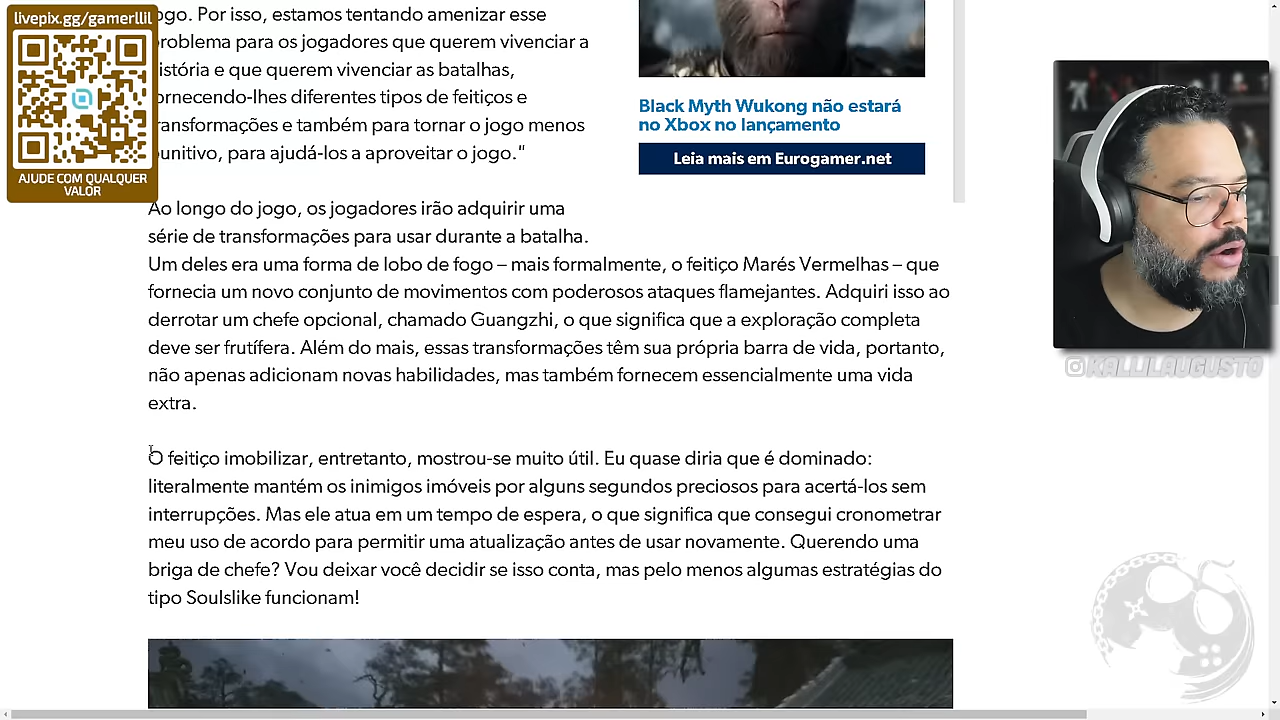 livepix.gg/gamerllil
AJUDE COM QUALQUER
VALOR
ogo. Por isso, estamos tentando amenizar esse
problema para os jogadores que querem vivenciar a
istória e que querem vivenciar as batalhas,
ornecendo-lhes diferentes tipos de feitiços e
transformações e também para tornar o jogo menos
punitivo, para ajudá-los a aproveitar o jogo."
Black Myth Wukong não estará
no Xbox no lançamento
Leia mais em Eurogamer.net
Ao longo do jogo, os jogadores irão adquirir uma
série de transformações para usar durante a batalha.
Um deles era uma forma de lobo de fogo – mais formalmente, o feitiço Marés Vermelhas – que
fornecia um novo conjunto de movimentos com poderosos ataques flamejantes. Adquiri isso ao
derrotar um chefe opcional, chamado Guangzhi, o que significa que a exploração completa
deve ser frutífera. Além do mais, essas transformações têm sua própria barra de vida, portanto,
não apenas adicionam novas habilidades, mas também fornecem essencialmente uma vida
extra.
O feitiço imobilizar, entretanto, mostrou-se muito útil. Eu quase diria que é dominado:
literalmente mantém os inimigos imóveis por alguns segundos preciosos para acertá-los sem
interrupções. Mas ele atua em um tempo de espera, o que significa que consegui cronometrar
meu uso de acordo para permitir uma atualização antes de usar novamente. Querendo uma
briga de chefe? Vou deixar você decidir se isso conta, mas pelo menos algumas estratégias do
tipo Soulslike funcionam!
@KALLILAUGUSTO